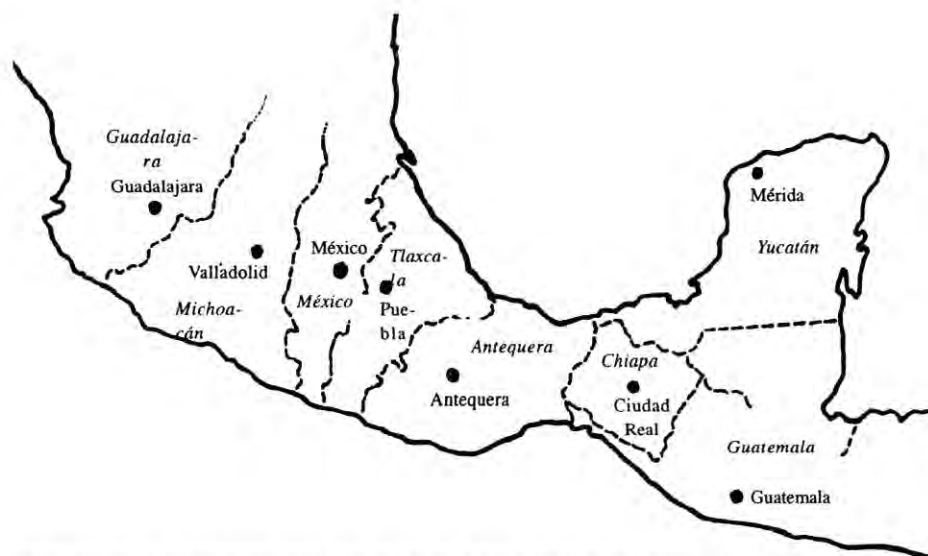 Guadalaja-
ra
Guadalajara
Valladolid
Michoa-
cán
México
México
Tlaxca-
la
Pue-
bla
Antequera
Antequera
Chiapa
Ciudad
Real
Mérida
Yucatán
Guatemala
Guatemala